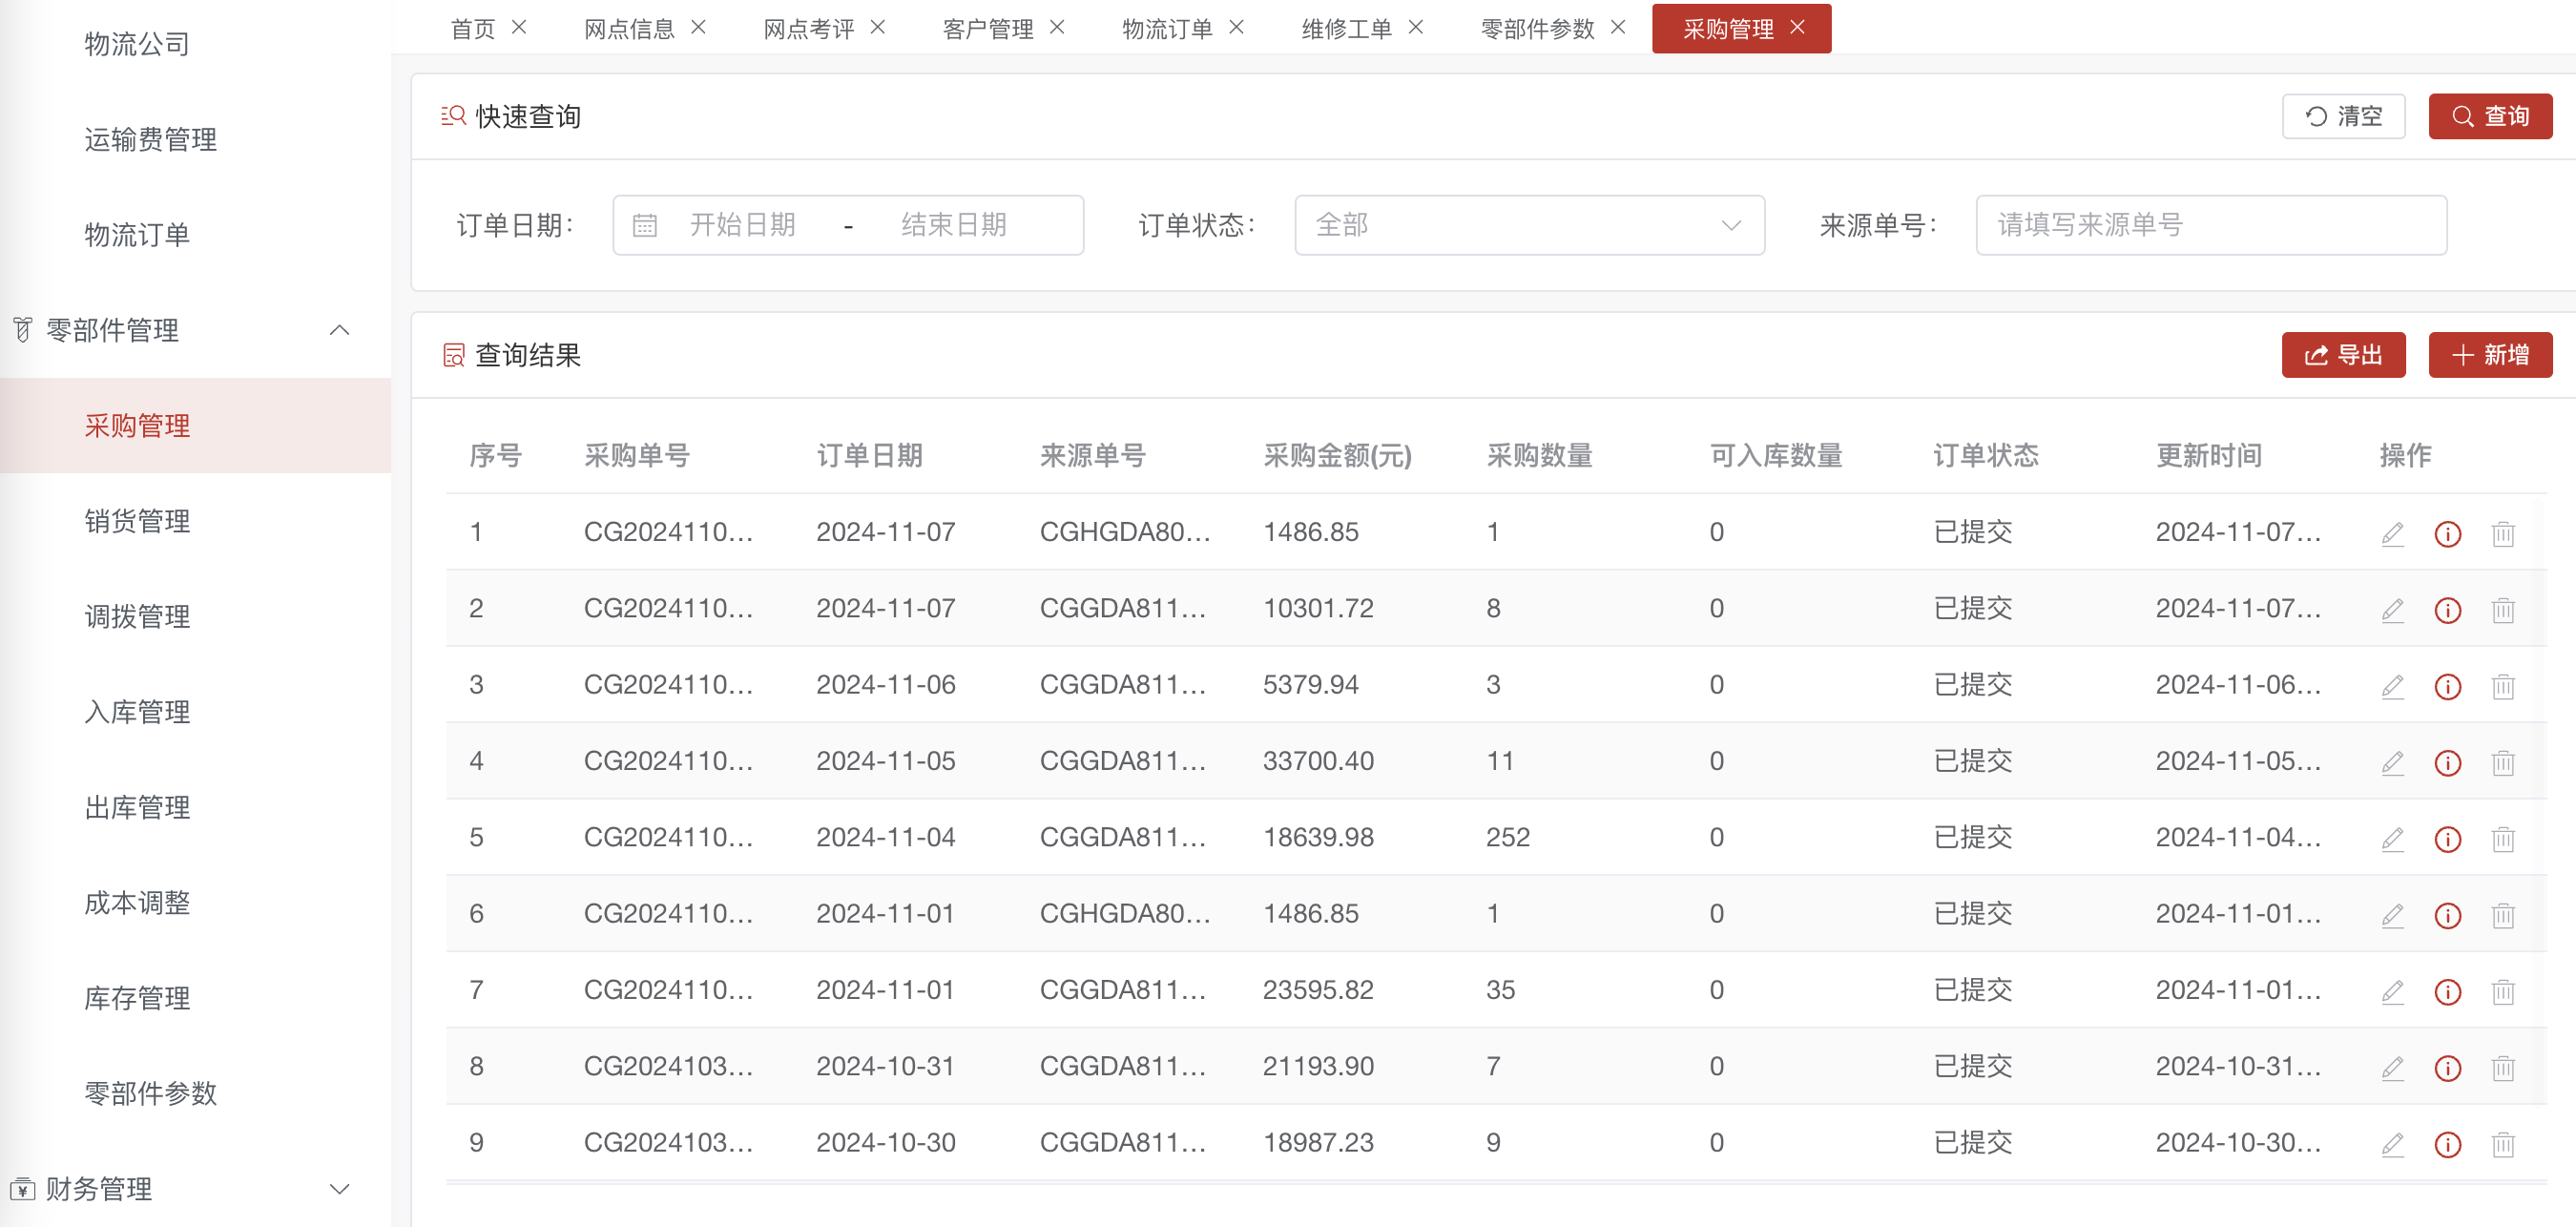 物流公司
运输费管理
物流订单
零部件管理
采购管理
销货管理
调拨管理
入库管理
出库管理
成本调整
库存管理
零部件参数
财务管理
首页 网点信息 网点考评 客户管理 物流订单 维修工单 零部件参数 采购管理
快速查询 清空 查询
订单日期： 开始日期 - 结束日期 订单状态： 全部 来源单号： 请填写来源单号
查询结果 导出 新增
序号 采购单号 订单日期 来源单号 采购金额(元) 采购数量 可入库数量 订单状态 更新时间 操作
1 CG2024110... 2024-11-07 CGHGDA80... 1486.85 1 0 已提交 2024-11-07...
2 CG2024110... 2024-11-07 CGGDA811... 10301.72 8 0 已提交 2024-11-07...
3 CG2024110... 2024-11-06 CGGDA811... 5379.94 3 0 已提交 2024-11-06...
4 CG2024110... 2024-11-05 CGGDA811... 33700.40 11 0 已提交 2024-11-05...
5 CG2024110... 2024-11-04 CGGDA811... 18639.98 252 0 已提交 2024-11-04...
6 CG2024110... 2024-11-01 CGHGDA80... 1486.85 1 0 已提交 2024-11-01...
7 CG2024110... 2024-11-01 CGGDA811... 23595.82 35 0 已提交 2024-11-01...
8 CG2024103... 2024-10-31 CGGDA811... 21193.90 7 0 已提交 2024-10-31...
9 CG2024103... 2024-10-30 CGGDA811... 18987.23 9 0 已提交 2024-10-30...